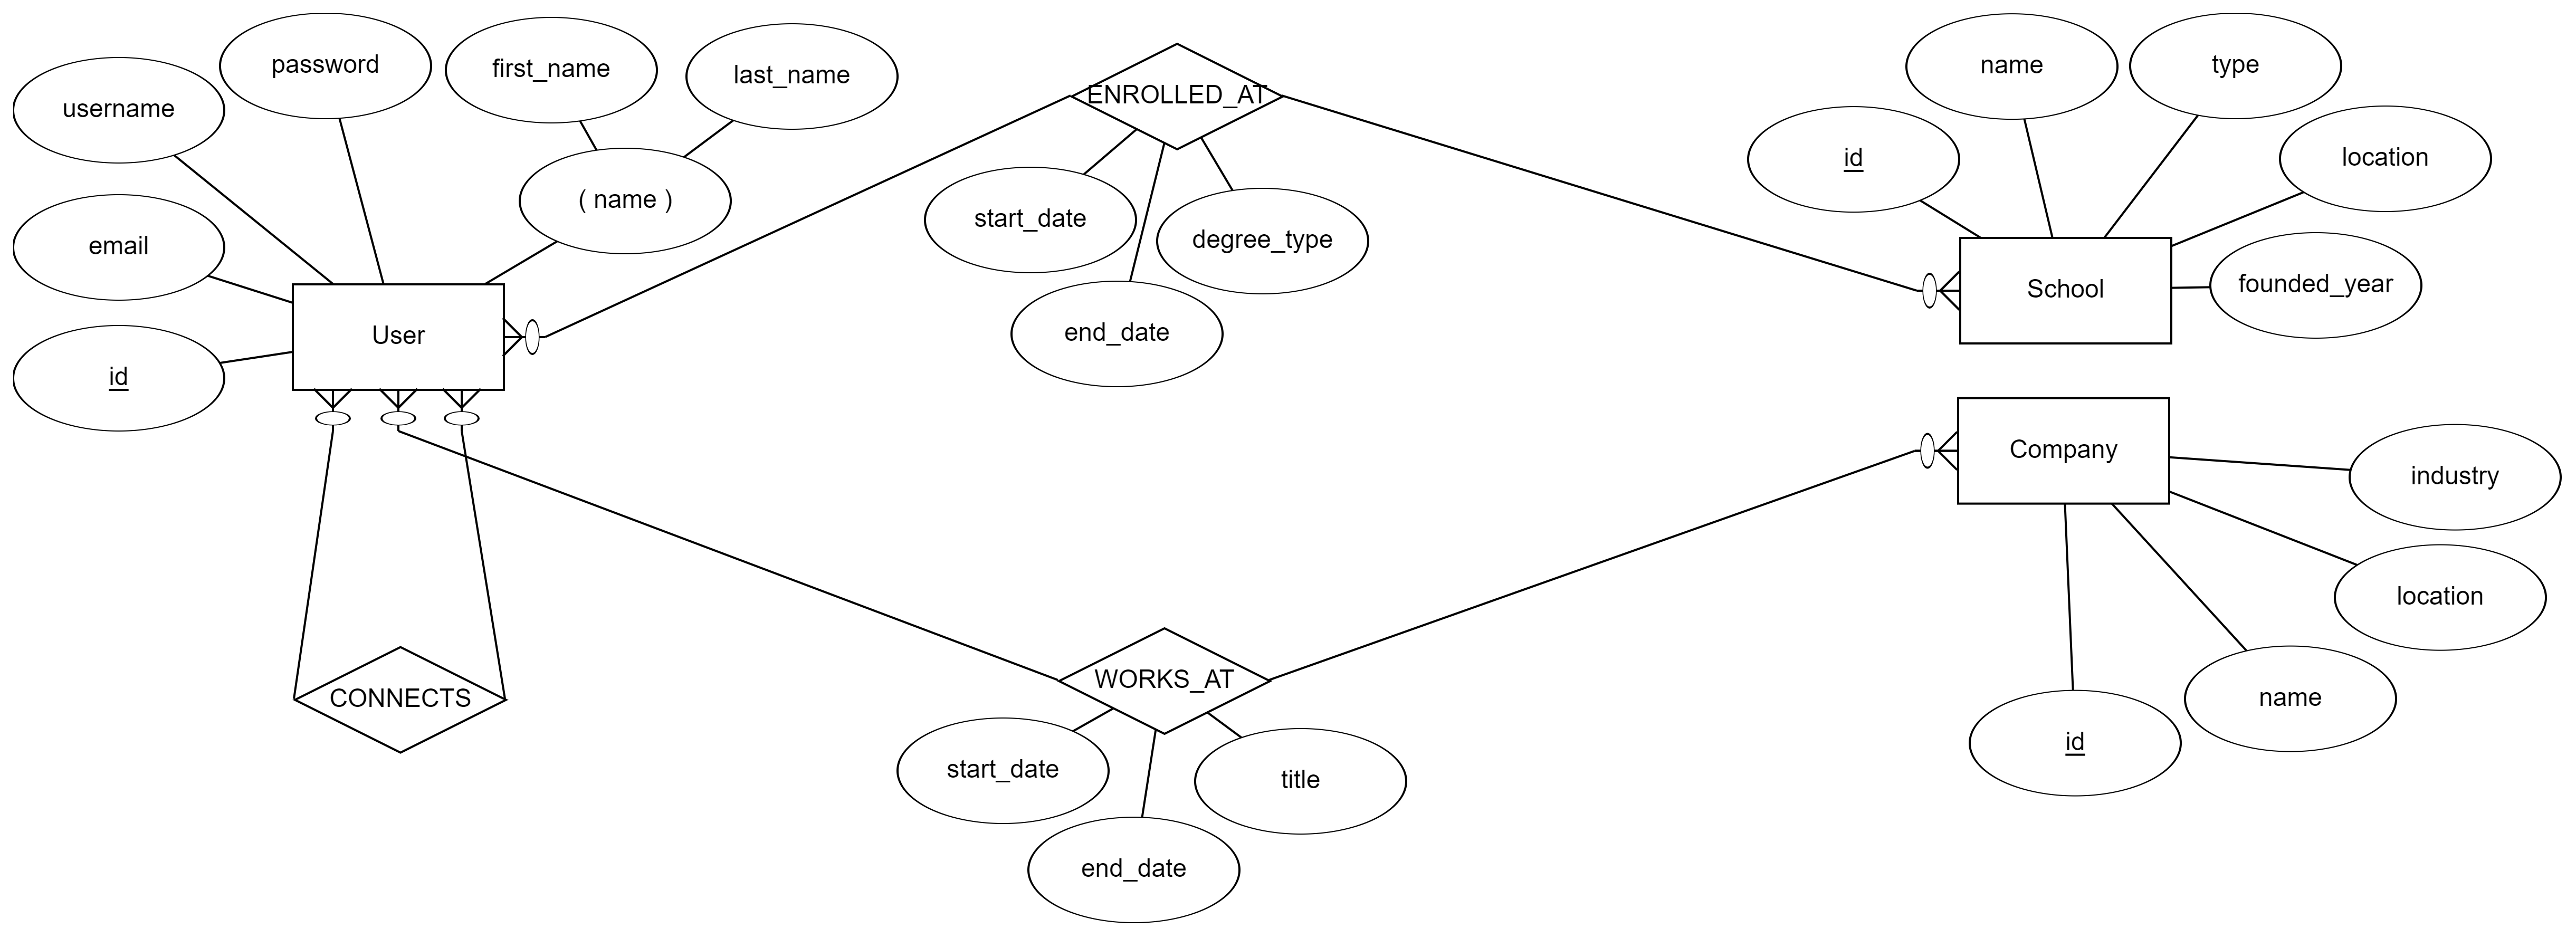 password
first_name
last_name
username
( name )
email
User
id
ENROLLED_AT
start_date
degree_type
end_date
name
type
id
location
School
founded_year
Company
industry
location
name
id
CONNECTS
WORKS_AT
start_date
title
end_date